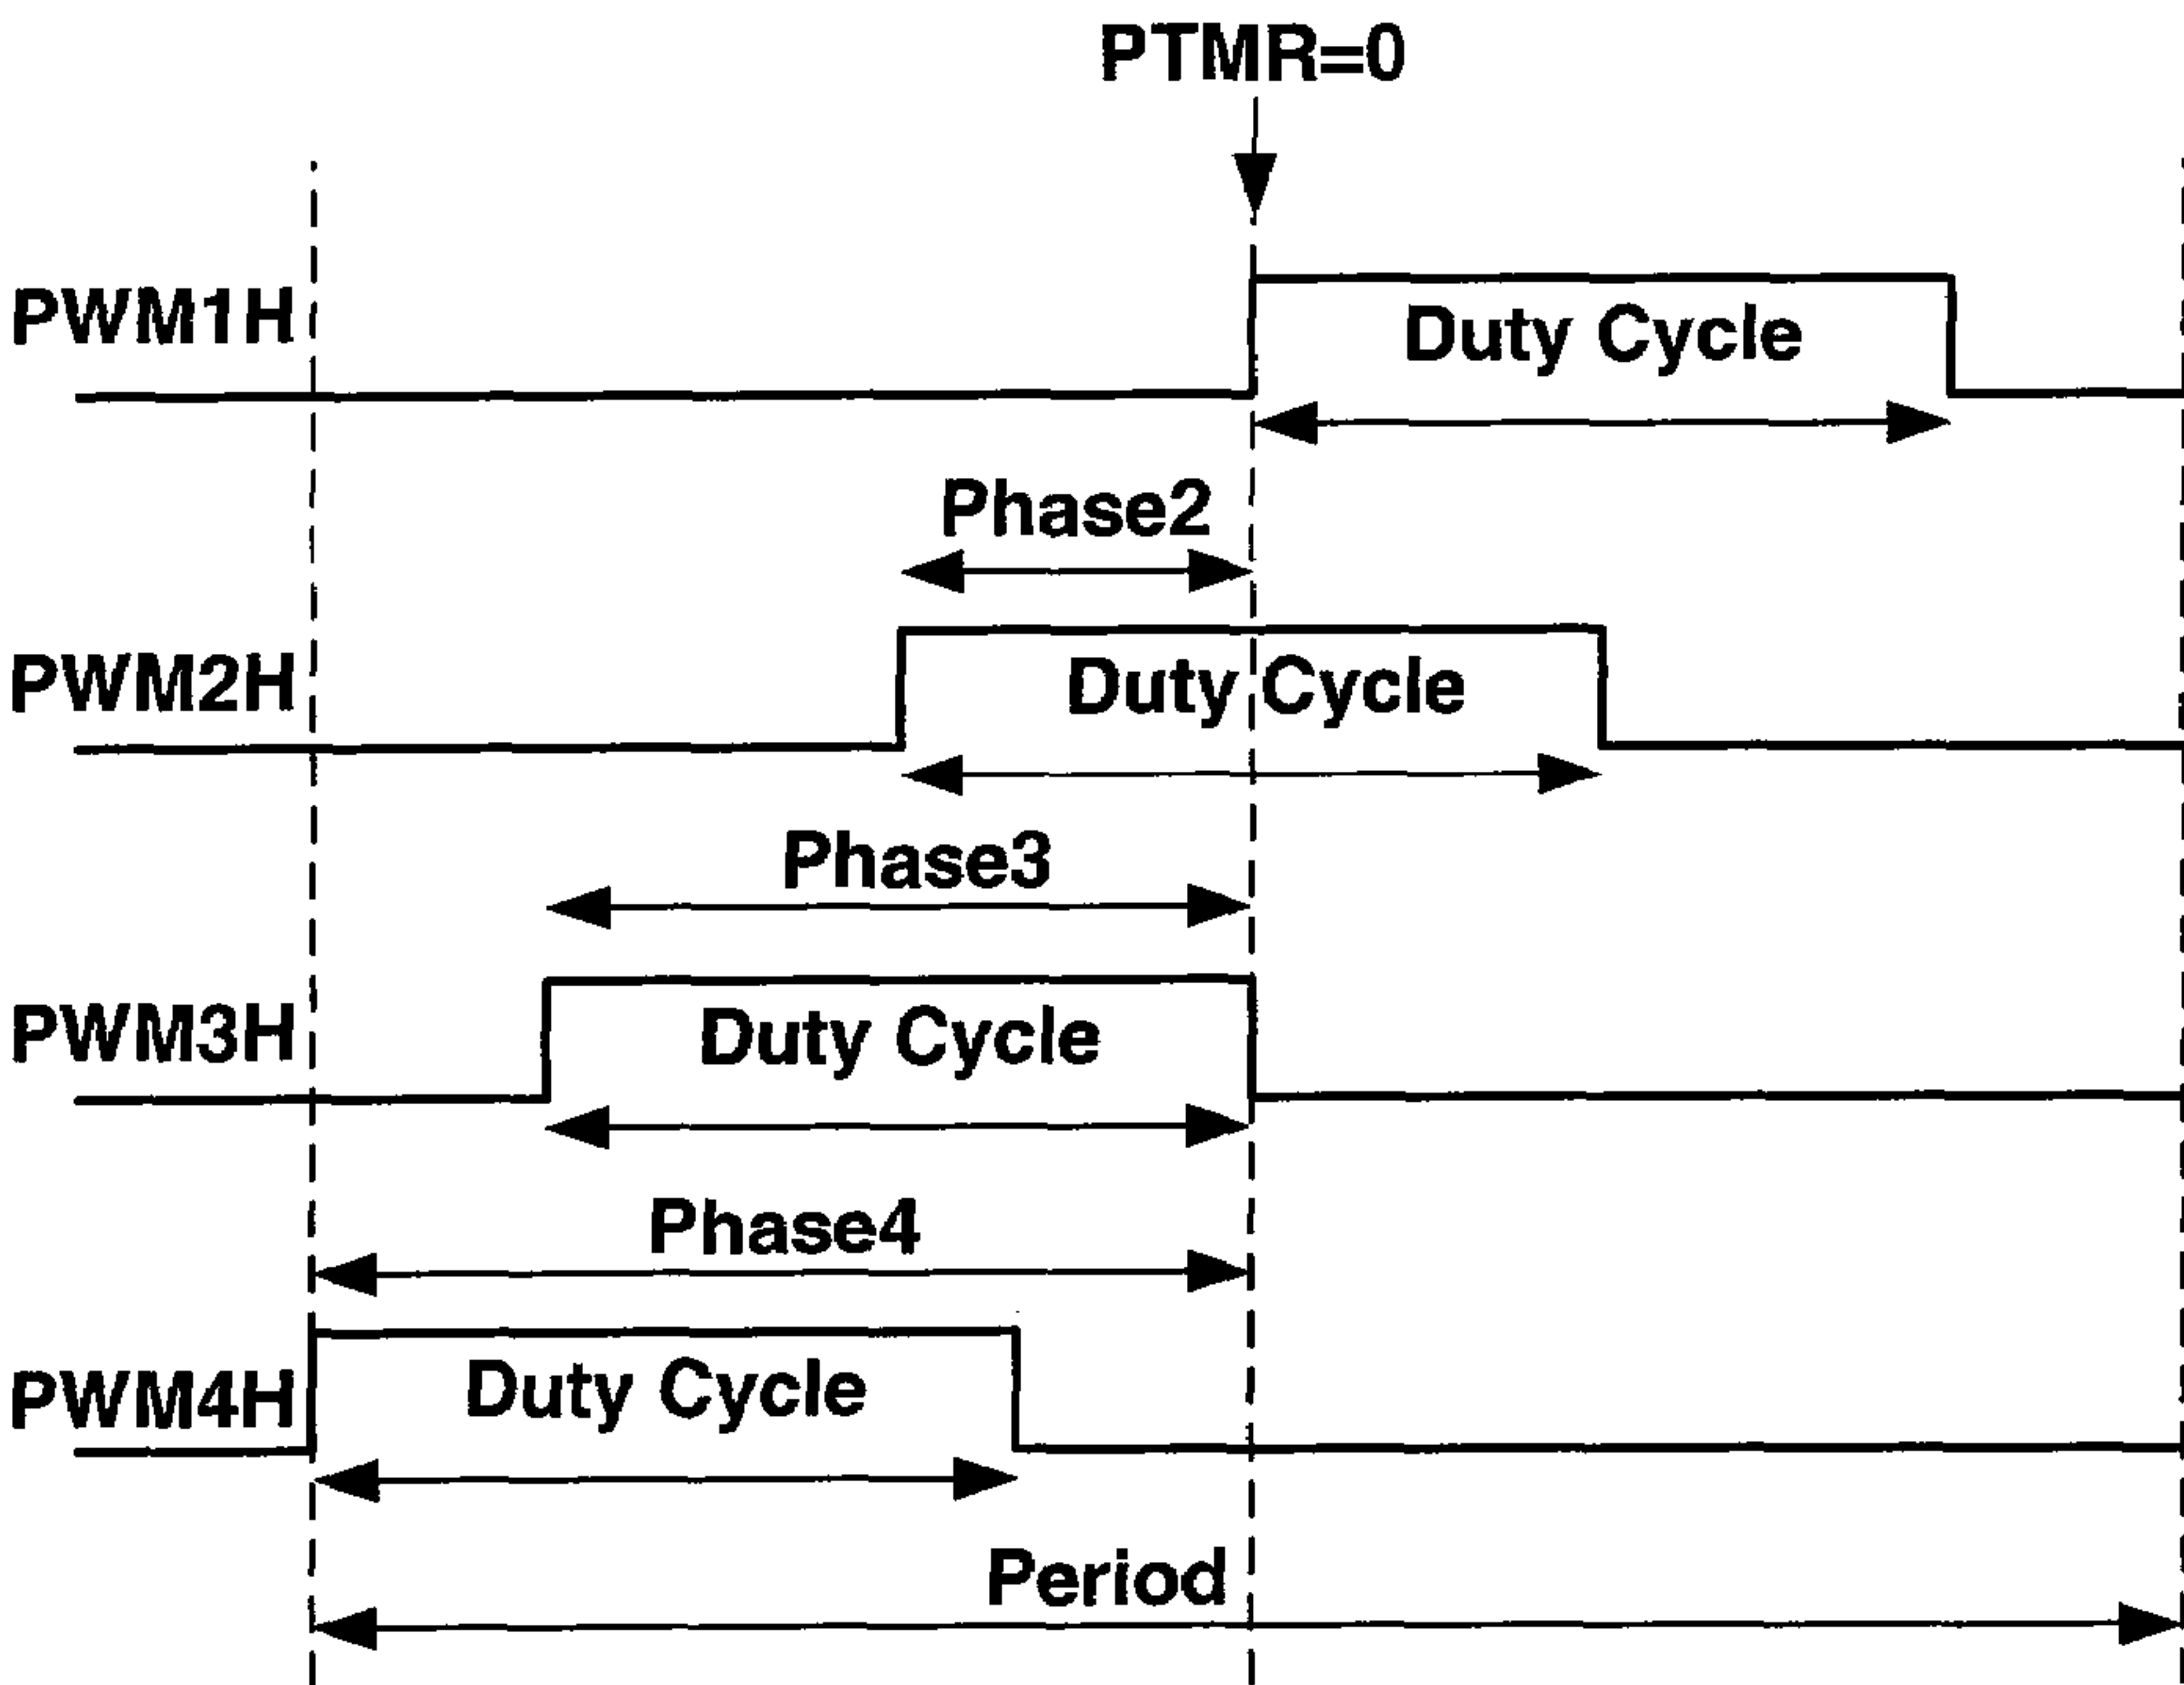 PTMR=0
PWM1H
Duty Cycle
Phase2
PWM2H
Duty Cycle
Phase3
PWM3H
Duty Cycle
Phase4
PWM4H
Duty Cycle
Period